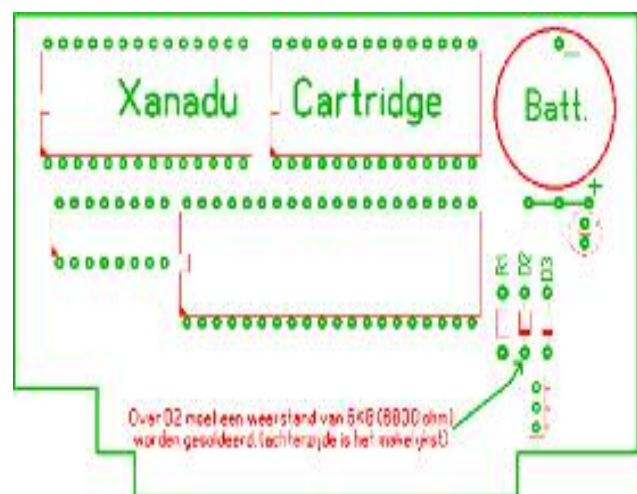 Xanadu Cartridge Batt.
+
R1 D2 D3
Over D2 moet een weerstand van 6K8 (6800 ohm)
worden gesoldeerd. (achterzijde is het makelijkst)